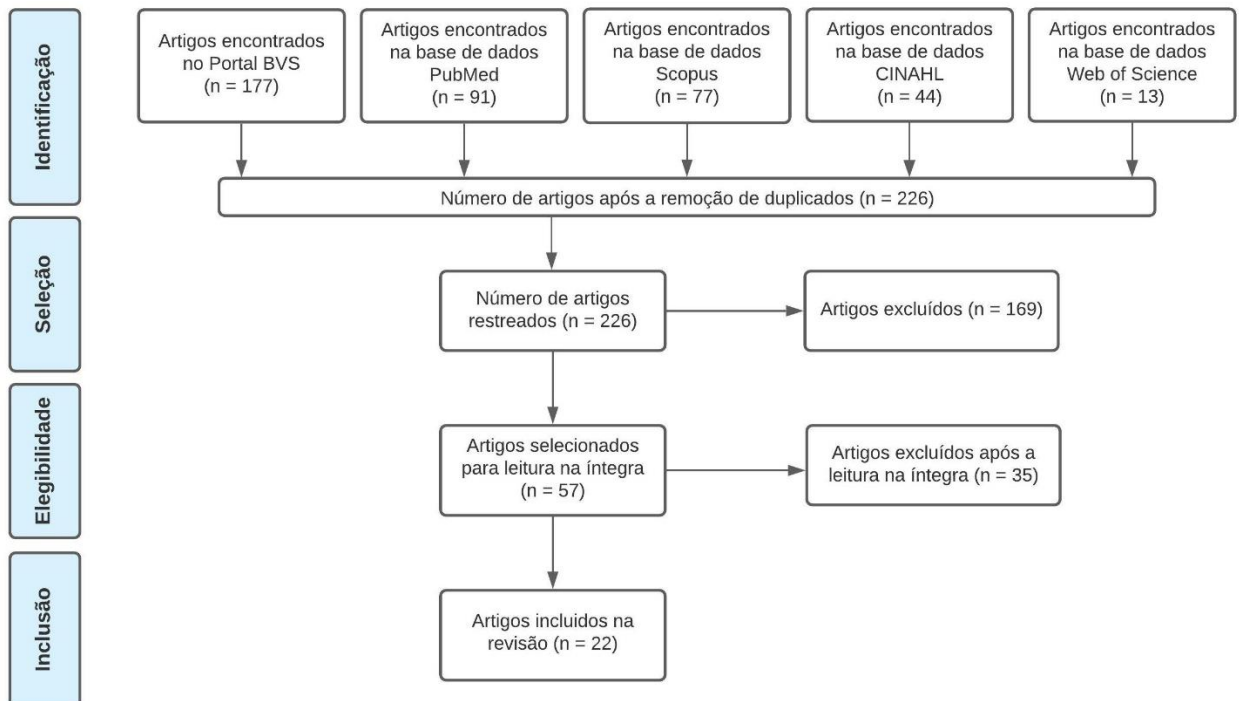 Identificação
Artigos encontrados
no Portal BVS
(n = 177)
Artigos encontrados
na base de dados
PubMed
(n = 91)
Artigos encontrados
na base de dados
Scopus
(n = 77)
Artigos encontrados
na base de dados
CINAHL
(n = 44)
Artigos encontrados
na base de dados
Web of Science
(n = 13)
Número de artigos após a remoção de duplicados (n = 226)
Seleção
Número de artigos
restreados (n = 226)
Artigos excluídos (n = 169)
Elegibilidade
Artigos selecionados
para leitura na íntegra
(n = 57)
Artigos excluídos após a
leitura na íntegra (n = 35)
Inclusão
Artigos incluidos na
revisão (n = 22)